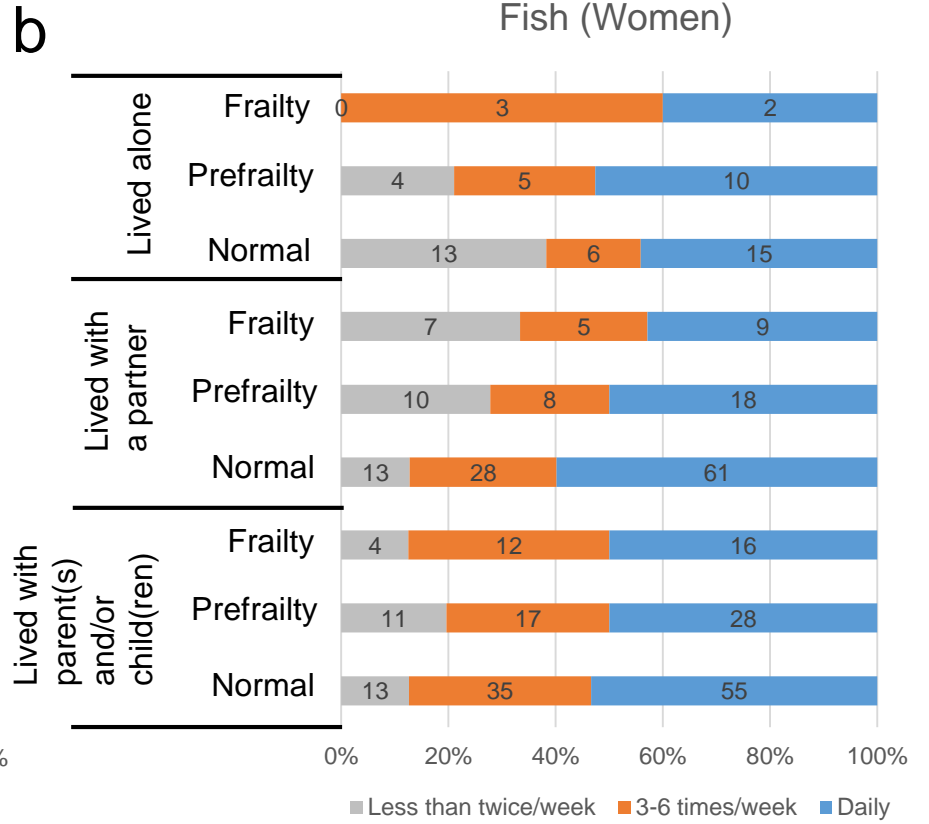 b
Fish (Women)
Lived alone
Frailty
0
3
2
Prefrailty
4
5
10
Normal
13
6
15
Lived with
a partner
Frailty
7
5
9
Prefrailty
10
8
18
Normal
13
28
61
Lived with
parent(s)
and/or
child(ren)
Frailty
4
12
16
Prefrailty
11
17
28
Normal
13
35
55
%
0% 20% 40% 60% 80% 100%
Less than twice/week 3-6 times/week Daily